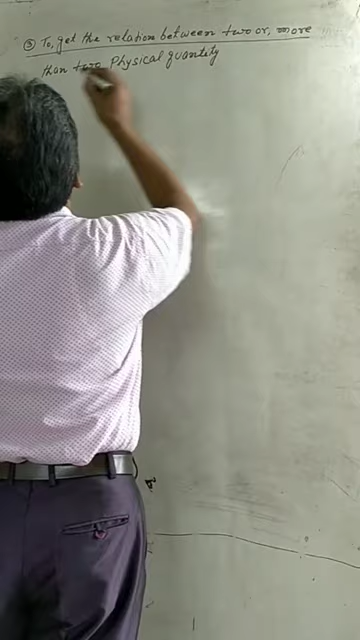 ③ To, get the relation between two or, more
than two Physical quantity